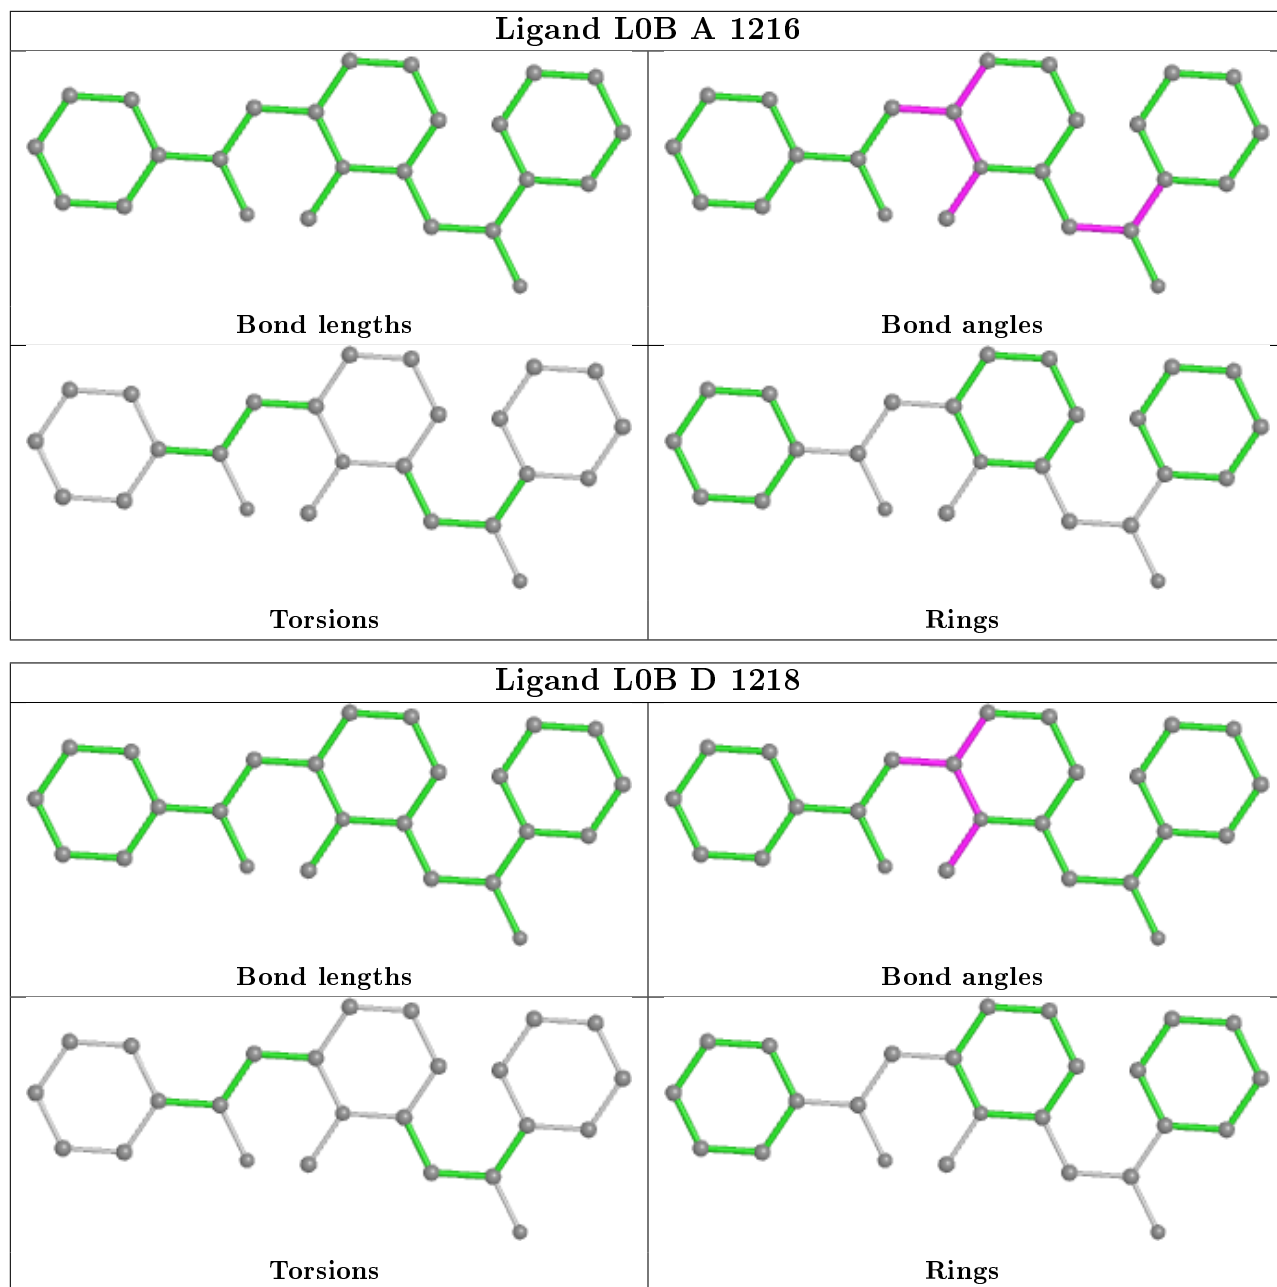 Ligand L0B A 1216
Bond lengths
Bond angles
Torsions
Rings
Ligand L0B D 1218
Bond lengths
Bond angles
Torsions
Rings